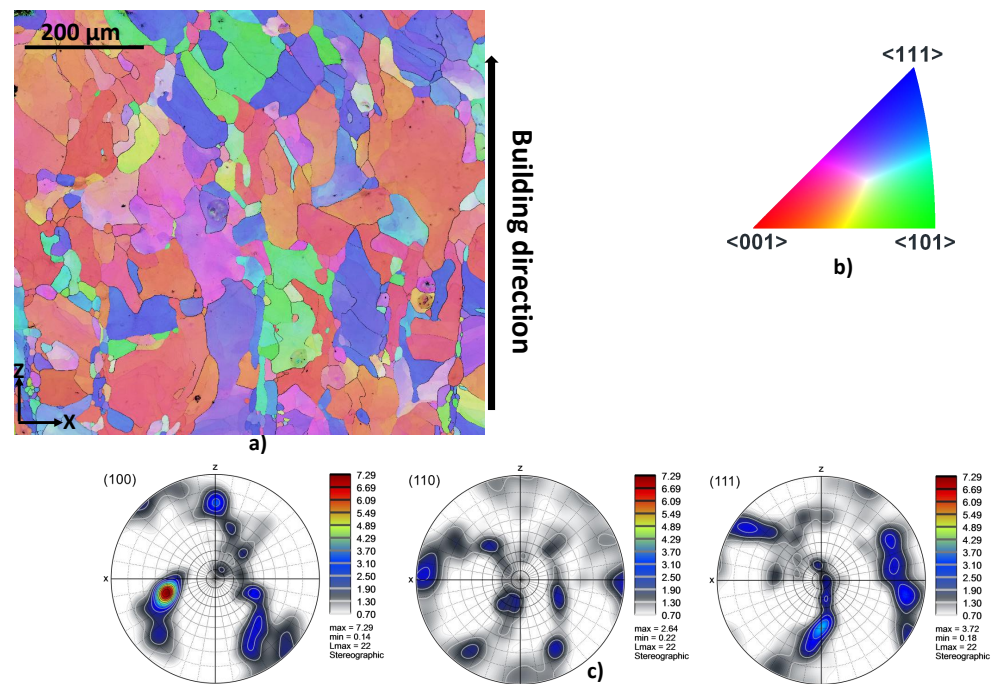 200 µm
Building direction
Z
X
a)
<111>
<001>
<101>
b)
(100)
z
x
7.29
6.69
6.09
5.49
4.89
4.29
3.70
3.10
2.50
1.90
1.30
0.70
max = 7.29
min = 0.14
Lmax = 22
Stereographic
(110)
z
x
7.29
6.69
6.09
5.49
4.89
4.29
3.70
3.10
2.50
1.90
1.30
0.70
max = 2.64
min = 0.22
Lmax = 22
Stereographic
(111)
z
x
7.29
6.69
6.09
5.49
4.89
4.29
3.70
3.10
2.50
1.90
1.30
0.70
max = 3.72
min = 0.18
Lmax = 22
Stereographic
c)